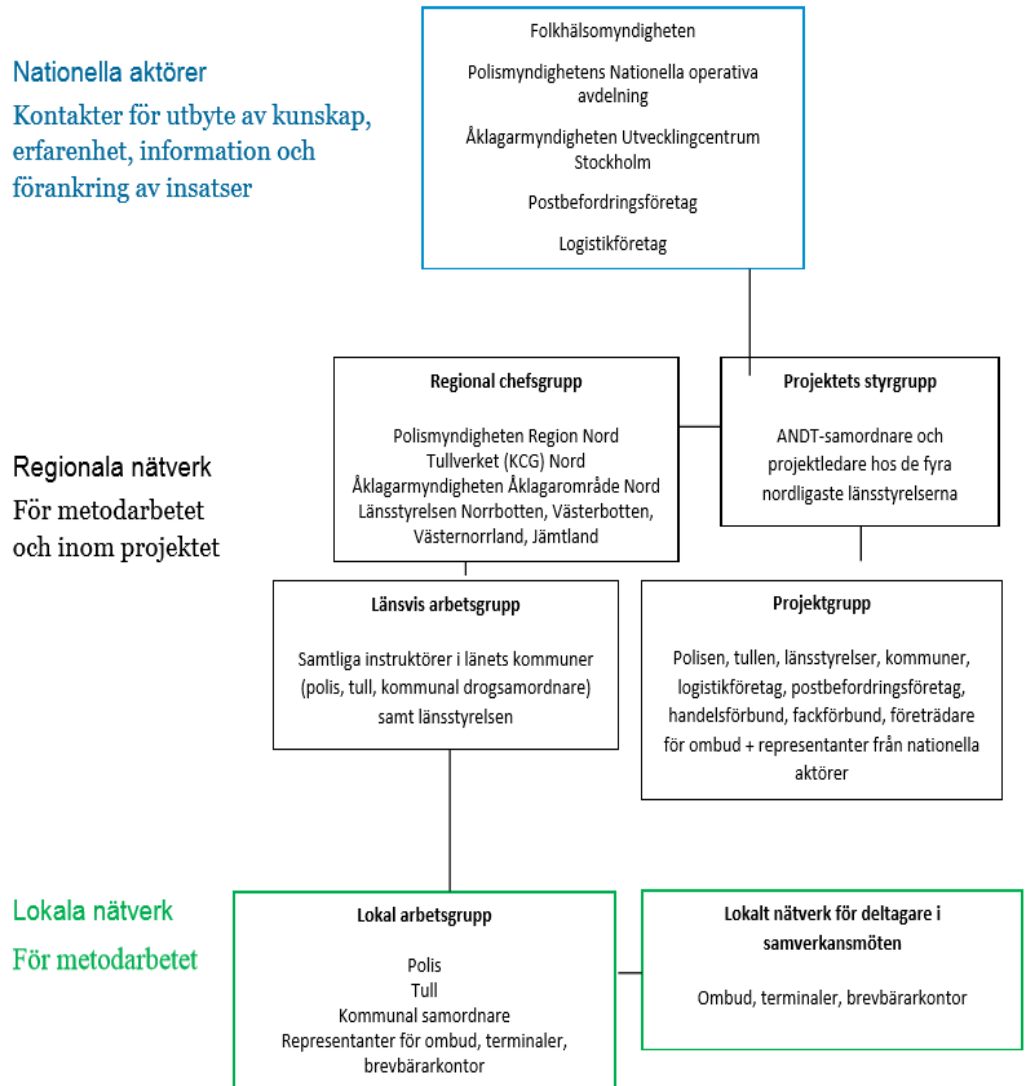 Nationella aktörer
Kontakter för utbyte av kunskap,
erfarenhet, information och
förankring av insatser
Folkhälsomyndigheten
Polismyndighetens Nationella operativa
avdelning
Åklagarmyndigheten Utvecklingcentrum
Stockholm
Postbefordringsföretag
Logistikföretag
Regionala nätverk
För metodarbetet
och inom projektet
Regional chefsgrupp
Polismyndigheten Region Nord
Tullverket (KCG) Nord
Åklagarmyndigheten Åklagarområde Nord
Länsstyrelsen Norrbotten, Västerbotten,
Västernorrland, Jämtland
Projektets styrgrupp
ANDT-samordnare och
projektledare hos de fyra
nordligaste länsstyrelserna
Länsvis arbetsgrupp
Samtliga instruktörer i länets kommuner
(polis, tull, kommunal drogsamordnare)
samt länsstyrelsen
Projektgrupp
Polisen, tullen, länsstyrelser, kommuner,
logistikföretag, postbefordringsföretag,
handelsförbund, fackförbund, företrädare
för ombud + representanter från nationella
aktörer
Lokala nätverk
För metodarbetet
Lokal arbetsgrupp
Polis
Tull
Kommunal samordnare
Representanter för ombud, terminaler,
brevbärarkontor
Lokalt nätverk för deltagare i
samverkansmöten
Ombud, terminaler, brevbärarkontor